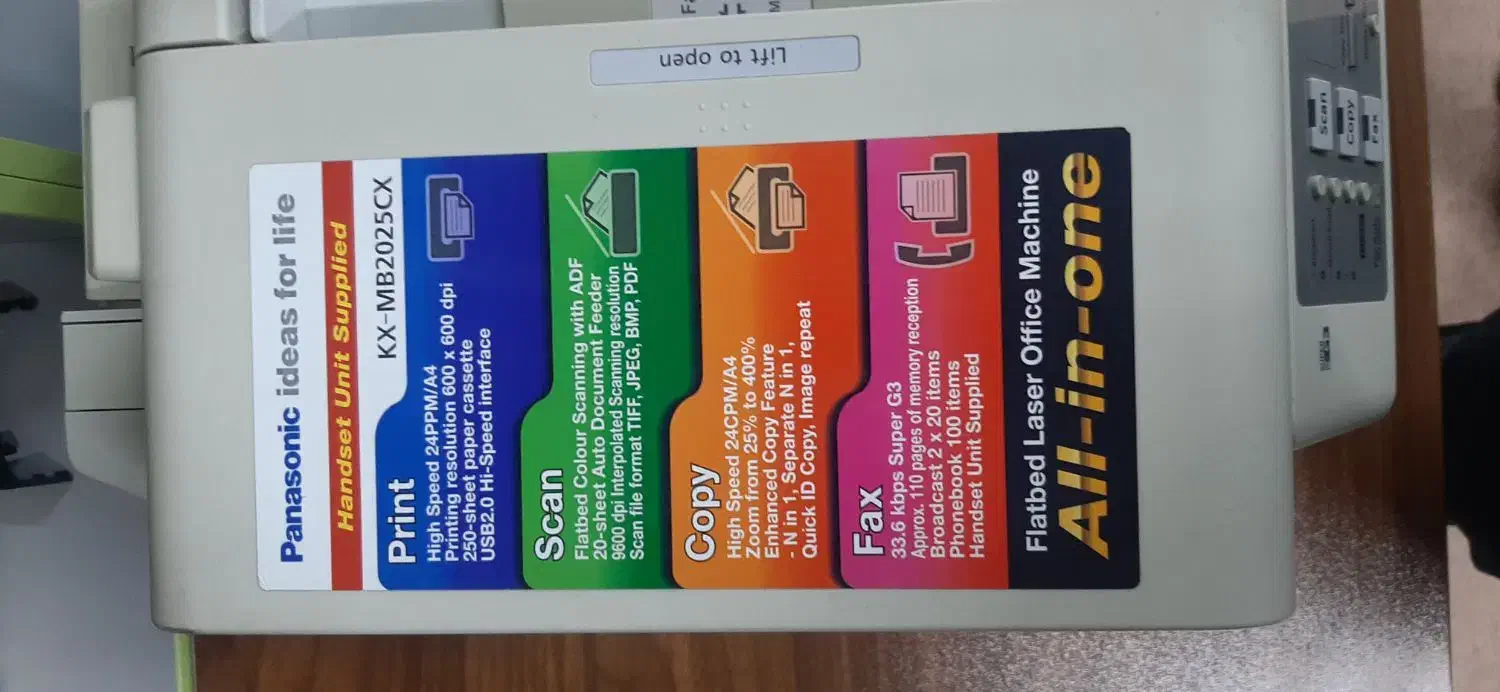 Lift to open
Panasonic ideas for life
Handset Unit Supplied
KX-MB2025CX
Print
High Speed 24PPM/A4
Printing resolution 600 x 600 dpi
250-sheet paper cassette
USB2.0 Hi-Speed interface
Scan
Flatbed Colour Scanning with ADF
20-sheet Auto Document Feeder
9600 dpi Interpolated Scanning resolution
Scan file format TIFF, JPEG, BMP, PDF
Copy
High Speed 24CPM/A4
Zoom from 25% to 400%
Enhanced Copy Feature
- N in 1, Separate N in 1,
Quick ID Copy, Image repeat
Fax
33.6 kbps Super G3
Approx. 110 pages of memory reception
Broadcast 2 x 20 items
Phonebook 100 items
Handset Unit Supplied
Flatbed Laser Office Machine
All-in-one
Scan
Copy
Fax